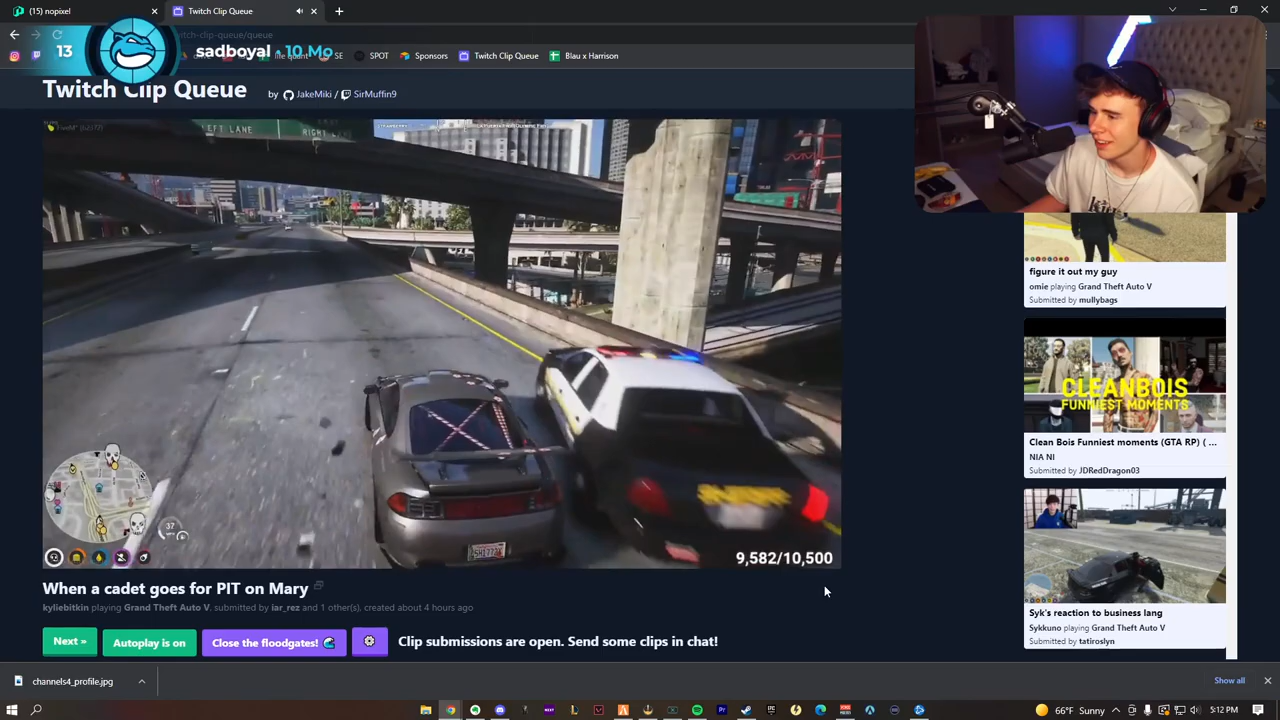 (15) nopixel
Twitch Clip Queue
13
sadboyal - 10 Mo
-clip-queue/queue
SE
SPOT
Sponsors
Twitch Clip Queue
Blau x Harrison
Twitch Clip Queue
by JakeMiki / SirMuffin9
EFT LANE
RIGHT LANE
37
9,582/10,500
When a cadet goes for PIT on Mary
kyliebitkin playing Grand Theft Auto V, submitted by iar_rez and 1 other(s), created about 4 hours ago
Next »
Autoplay is on
Close the floodgates!
Clip submissions are open. Send some clips in chat!
figure it out my guy
omie playing Grand Theft Auto V
Submitted by mullybags
CLEANBOIS
FUNNIEST MOMENTS
Clean Bois Funniest moments (GTA RP) ( ...
NIA NI
Submitted by JDRedDragon03
Syk's reaction to business lang
Sykkuno playing Grand Theft Auto V
Submitted by tatiroslyn
channels4_profile.jpg
Show all
66°F Sunny
5:12 PM